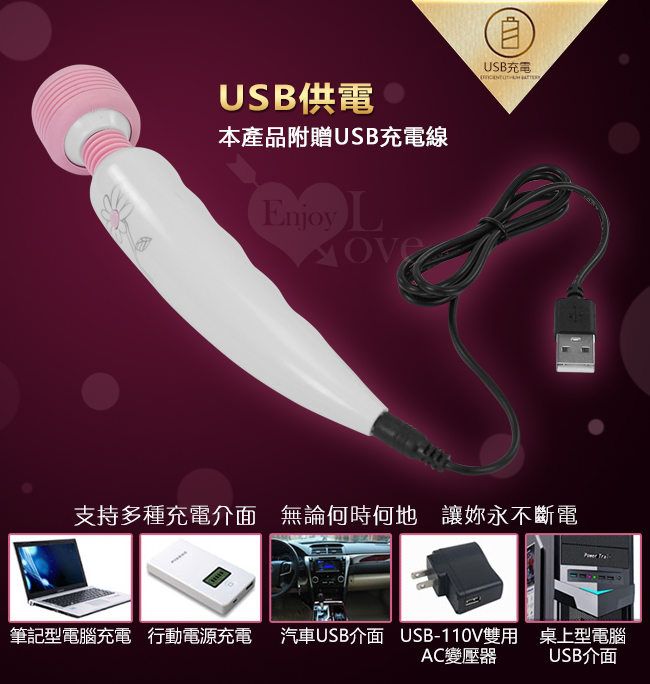 USB充電
EFFICIENT LITHIUM BATTERY
USB供電
本產品附贈USB充電線
Enjoy Love
支持多種充電介面　無論何時何地　讓妳永不斷電
筆記型電腦充電
行動電源充電
汽車USB介面
USB-110V雙用
AC變壓器
桌上型電腦
USB介面